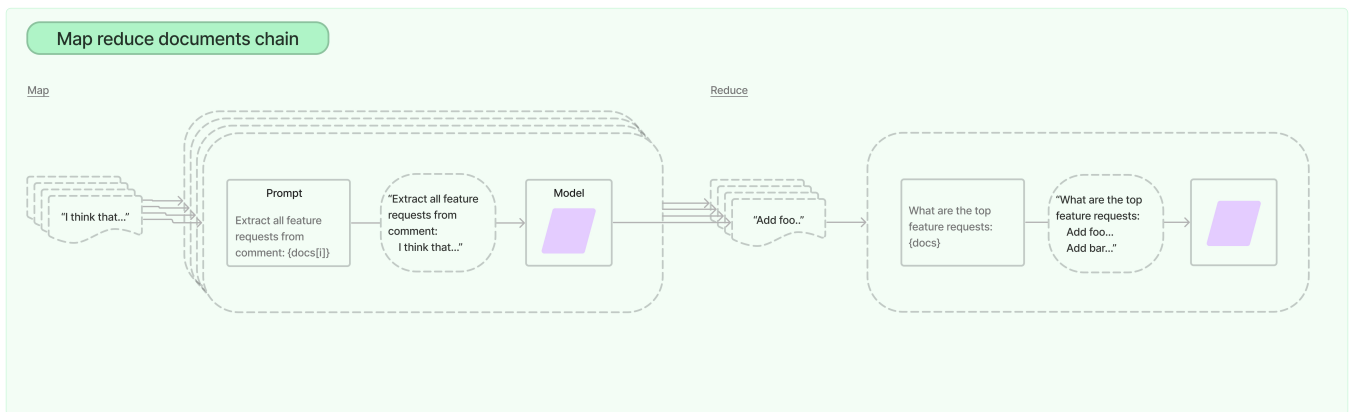 Map reduce documents chain
Map
Reduce
“I think that...”
Prompt
Extract all feature
requests from
comment: {docs[i]}
“Extract all feature
requests from
comment:
I think that...”
Model
“Add foo..”
What are the top
feature requests:
{docs}
“What are the top
feature requests:
Add foo...
Add bar...”